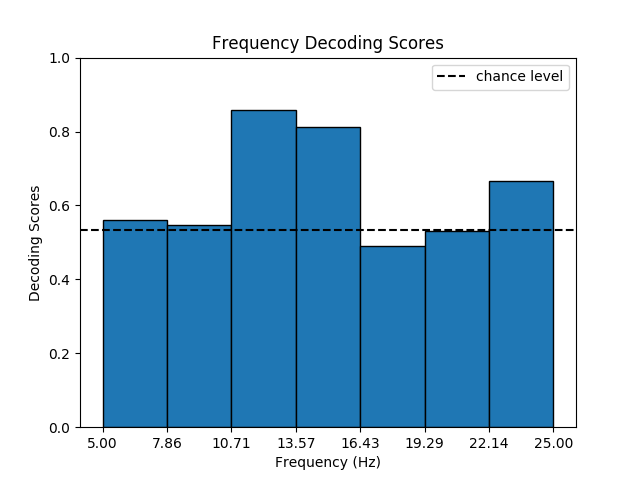 Frequency Decoding Scores
chance level
1.0
0.8
0.6
0.4
0.2
0.0
Decoding Scores
5.00 7.86 10.71 13.57 16.43 19.29 22.14 25.00
Frequency (Hz)